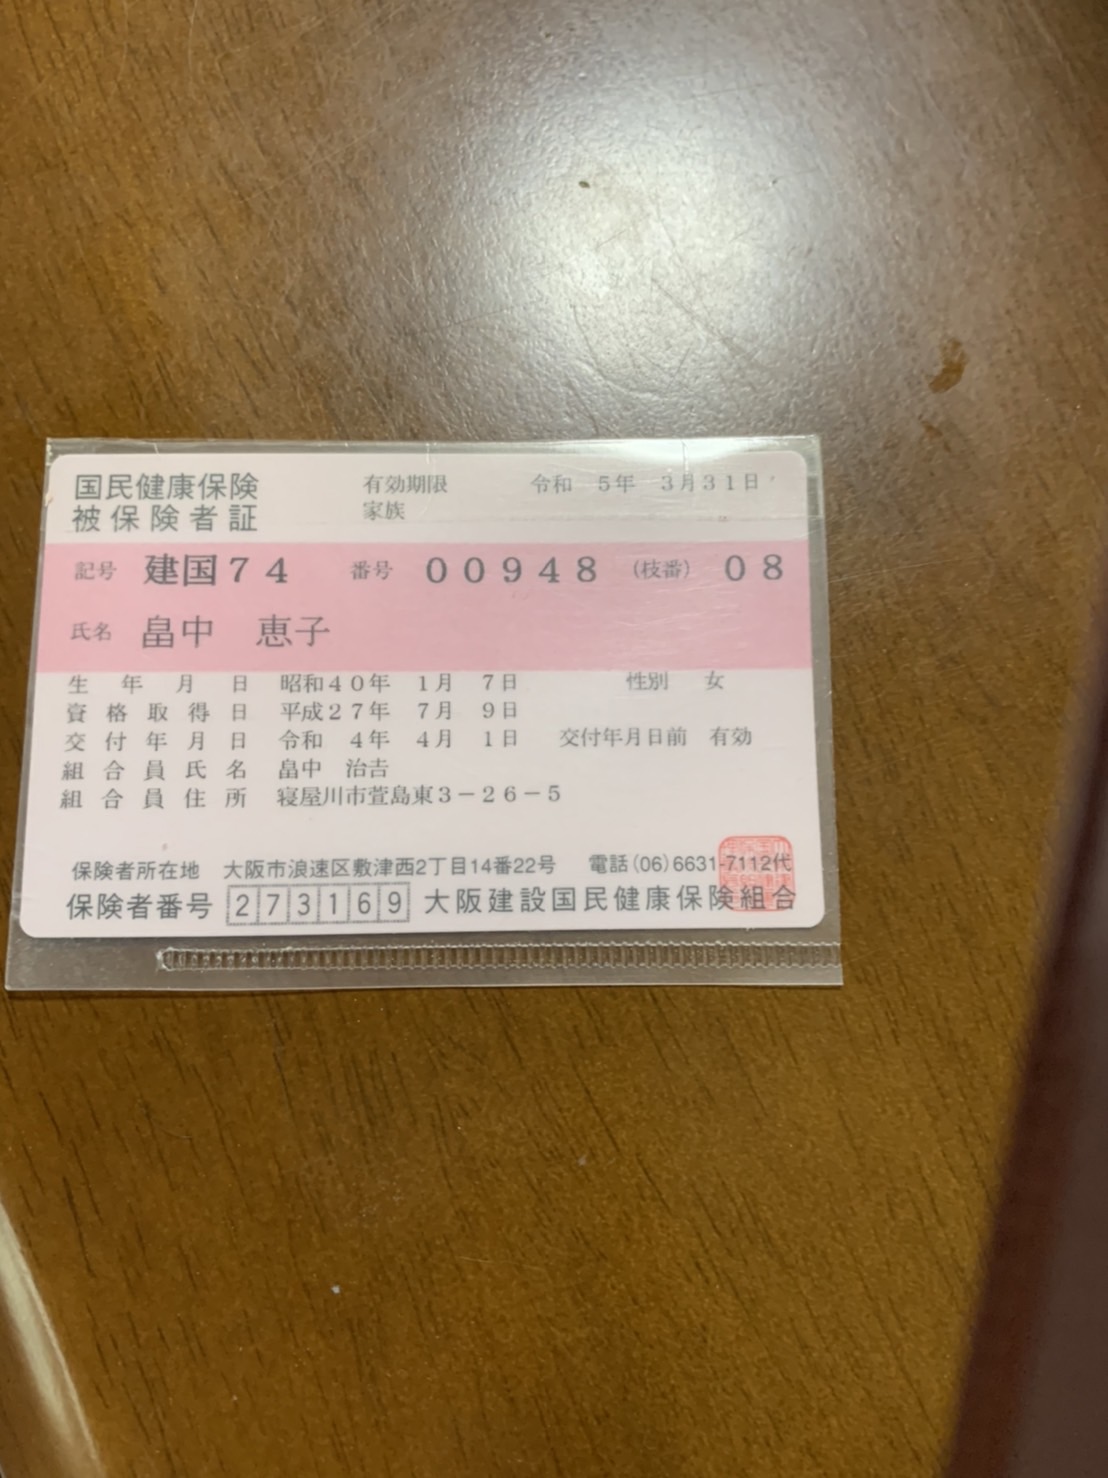 国民健康保険 有効期限 令和 5年 3月31日
被保険者証 家族
記号 建国74 番号 00948 (枝番) 08
氏名 畠中 恵子
生年月日 昭和40年 1月 7日 性別 女
資格取得日 平成27年 7月 9日
交付年月日 令和 4年 4月 1日 交付年月日前 有効
組合員氏名 畠中 治𠮷
組合員住所 寝屋川市萱島東3-26-5
保険者所在地 大阪市浪速区敷津西2丁目14番22号 電話(06)6631-7112代
保険者番号 273169 大阪建設国民健康保険組合